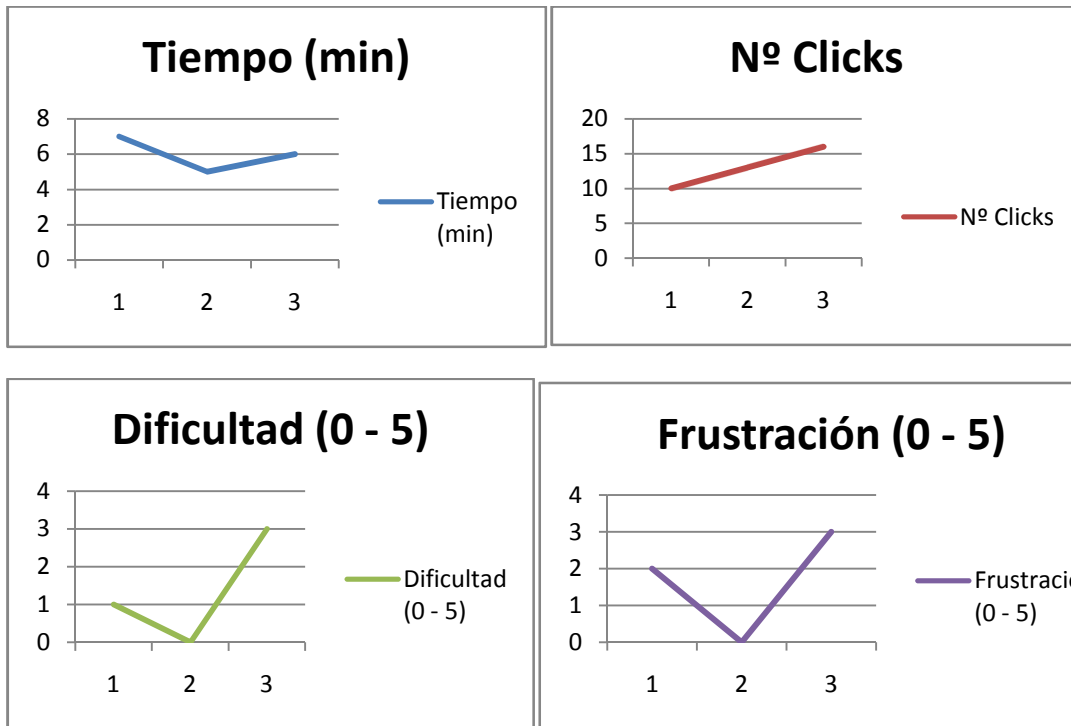 Tiempo (min)
8
6
4
2
0
1 2 3
Tiempo
(min)
Nº Clicks
20
15
10
5
0
1 2 3
Nº Clicks
Dificultad (0 - 5)
4
3
2
1
0
1 2 3
Dificultad
(0 - 5)
Frustración (0 - 5)
4
3
2
1
0
1 2 3
(0 - 5)